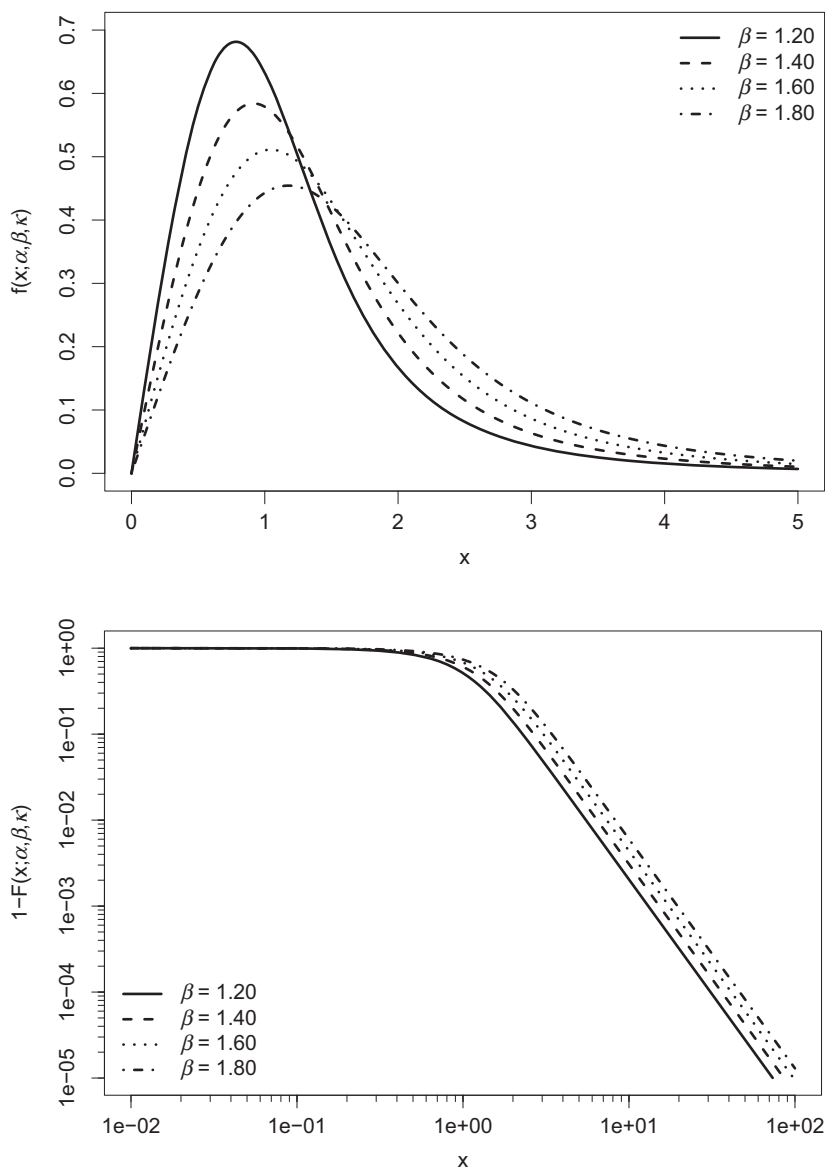 β = 1.20
β = 1.40
β = 1.60
β = 1.80
f(x;α,β,κ)
0.7
0.6
0.5
0.4
0.3
0.2
0.1
0.0
0 1 2 3 4 5
x
1−F(x;α,β,κ)
1e+00
1e−01
1e−02
1e−03
1e−04
1e−05
β = 1.20
β = 1.40
β = 1.60
β = 1.80
1e−02 1e−01 1e+00 1e+01 1e+02
x